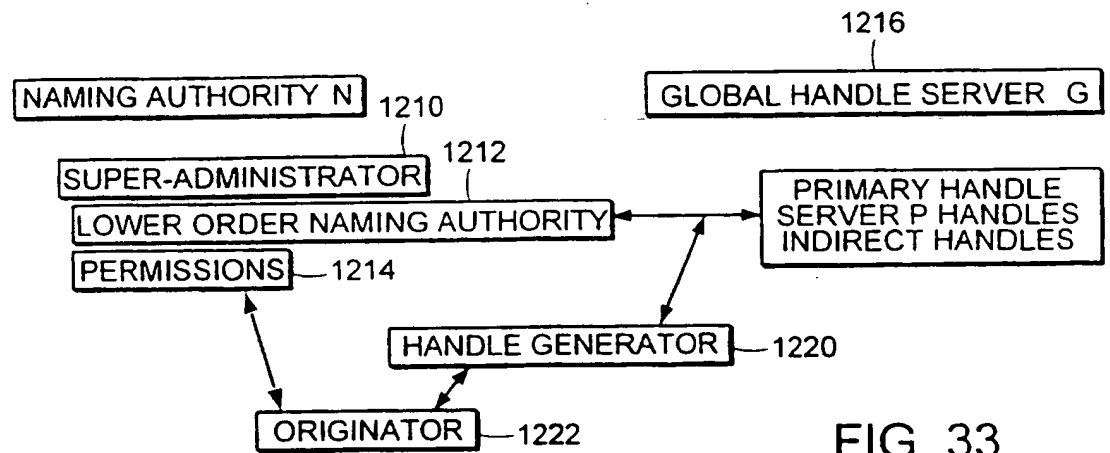 1216
NAMING AUTHORITY N
GLOBAL HANDLE SERVER G
1210
1212
SUPER-ADMINISTRATOR
LOWER ORDER NAMING AUTHORITY
PRIMARY HANDLE
SERVER P HANDLES
INDIRECT HANDLES
PERMISSIONS
1214
HANDLE GENERATOR
1220
ORIGINATOR
1222
FIG. 33